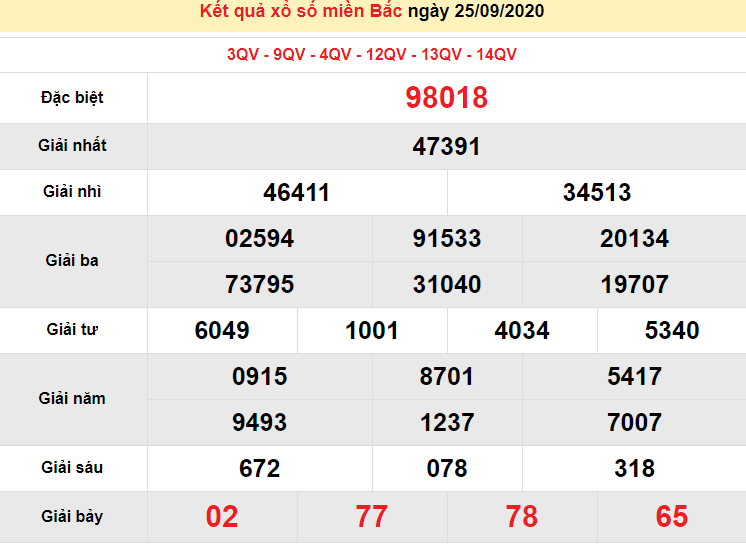 Kết quả xổ số miền Bắc ngày 25/09/2020
3QV - 9QV - 4QV - 12QV - 13QV - 14QV
Đặc biệt 98018
Giải nhất 47391
Giải nhì 46411 34513
Giải ba 02594 91533 20134
73795 31040 19707
Giải tư 6049 1001 4034 5340
Giải năm 0915 8701 5417
9493 1237 7007
Giải sáu 672 078 318
Giải bảy 02 77 78 65